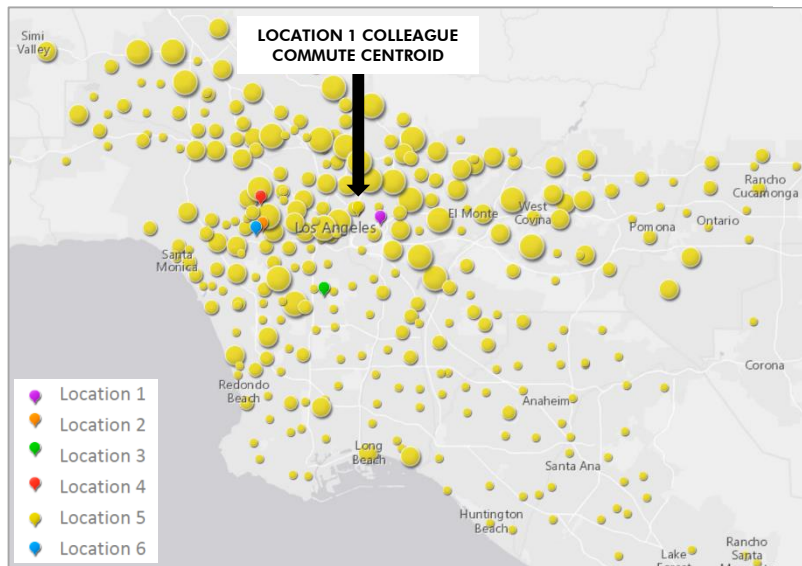 Simi
Valley
LOCATION 1 COLLEAGUE
COMMUTE CENTROID
Rancho
Cucamonga
El Monte
West
Covina
Pomona
Ontario
Los Angeles
Santa
Monica
Corona
Redondo
Beach
Anaheim
Long
Beach
Santa Ana
Huntington
Beach
Lake
Rancho
Santa
Location 1
Location 2
Location 3
Location 4
Location 5
Location 6